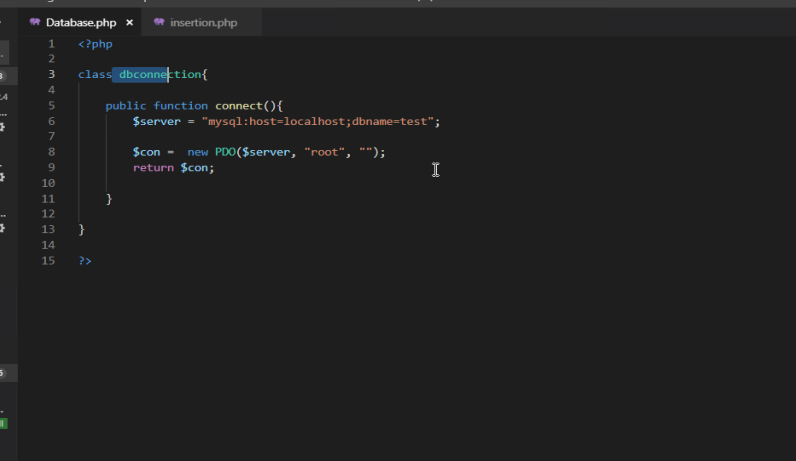 Database.php × insertion.php
1 <?php
2
3 class dbconnection{
4
5 public function connect(){
6 $server = "mysql:host=localhost;dbname=test";
7
8 $con =  new PDO($server, "root", "");
9 return $con;
10
11 }
12
13 }
14
15 ?>